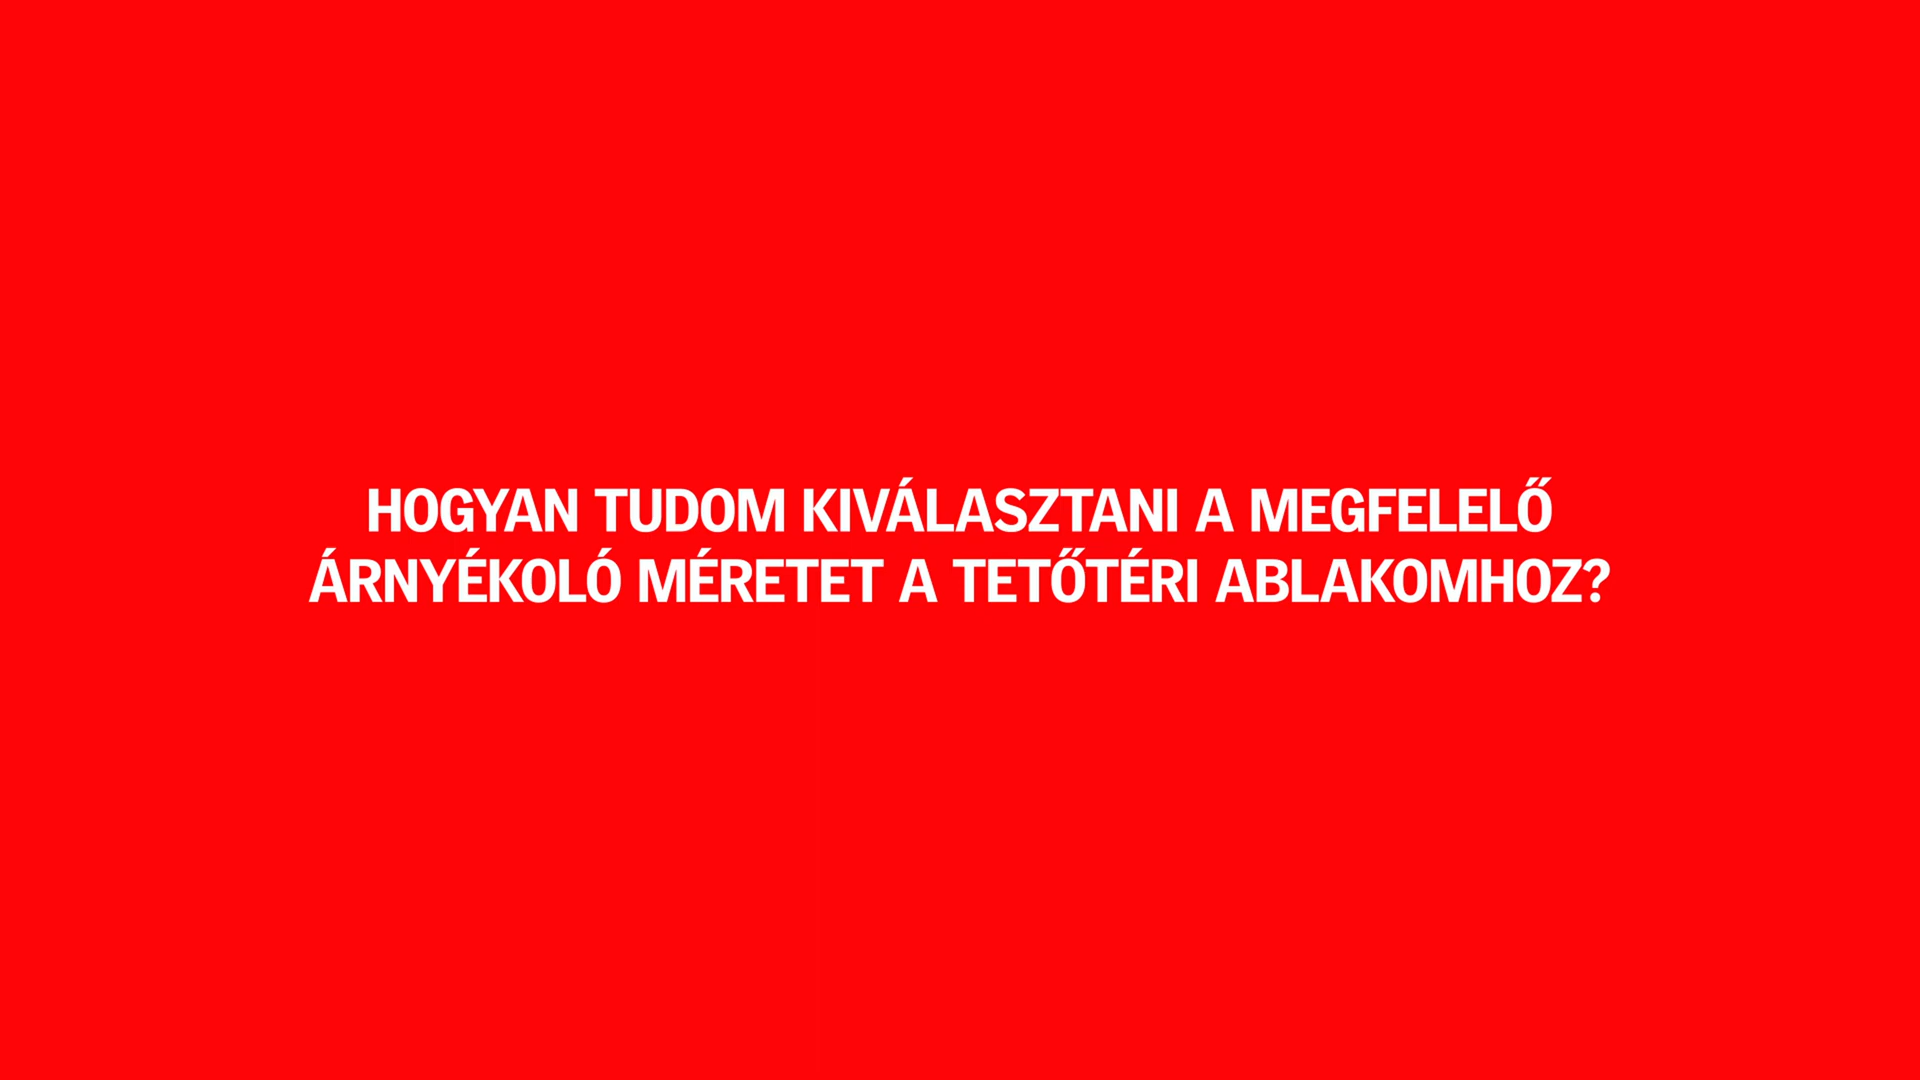 HOGYAN TUDOM KIVÁLASZTANI A MEGFELELŐ
ÁRNYÉKOLÓ MÉRETET A TETŐTÉRI ABLAKOMHOZ?